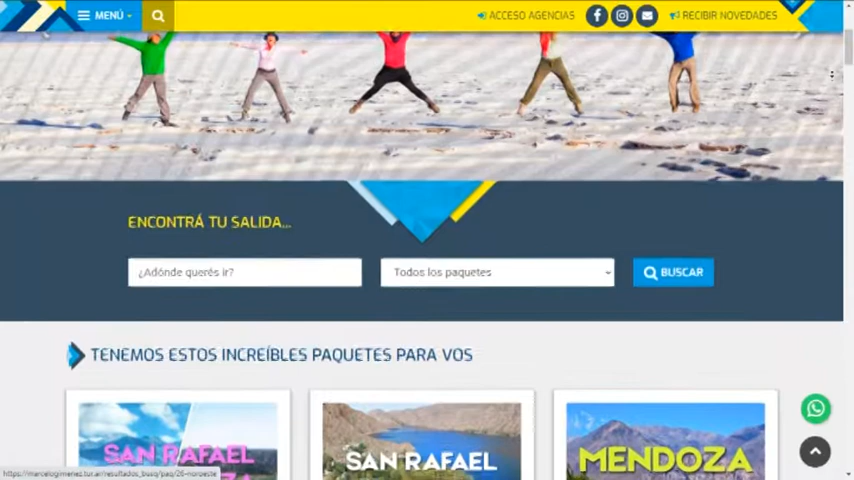 MENÚ
ACCESO AGENCIAS
RECIBIR NOVEDADES
ENCONTRÁ TU SALIDA...
¿Adónde querés ir?
Todos los paquetes
BUSCAR
TENEMOS ESTOS INCREÍBLES PAQUETES PARA VOS
SAN RAFAEL
SAN RAFAEL
MENDOZA
https://marcelogimenez.tur.ar/resultados_busq/paq/26-noroeste